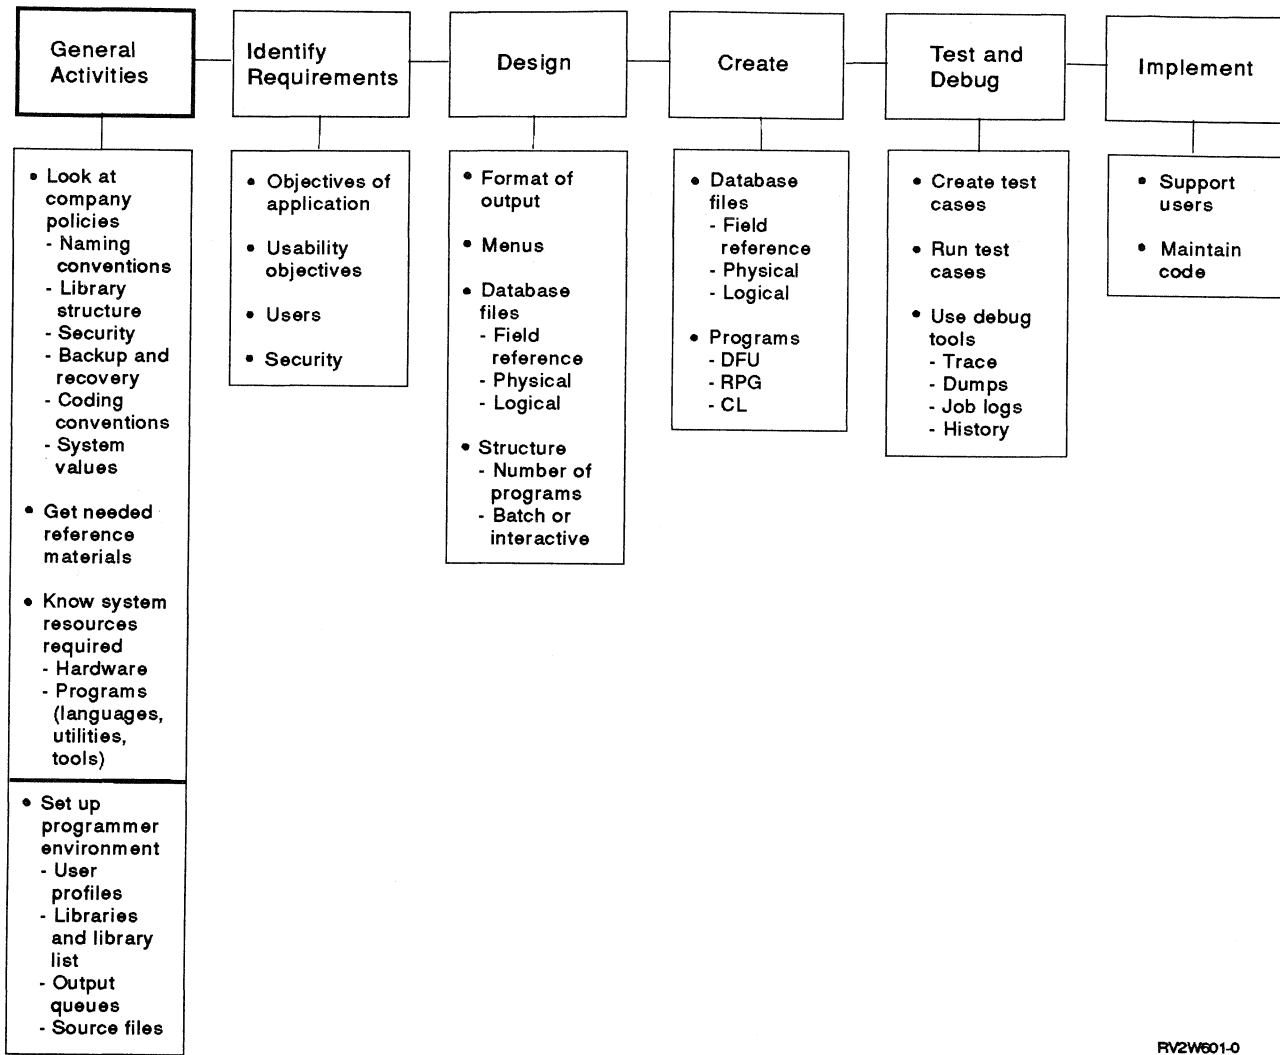 General
Activities
Identify
Requirements
Design
Create
Test and
Debug
Implement
• Look at
company
policies
- Naming
conventions
- Library
structure
- Security
- Backup and
recovery
- Coding
conventions
- System
values
• Get needed
reference
materials
• Know system
resources
required
- Hardware
- Programs
(languages,
utilities,
tools)
• Set up
programmer
environment
- User
profiles
- Libraries
and library
list
- Output
queues
- Source files
• Objectives of
application
• Usability
objectives
• Users
• Security
• Format of
output
• Menus
• Database
files
- Field
reference
- Physical
- Logical
• Structure
- Number of
programs
- Batch or
interactive
• Database
files
- Field
reference
- Physical
- Logical
• Programs
- DFU
- RPG
- CL
• Create test
cases
• Run test
cases
• Use debug
tools
- Trace
- Dumps
- Job logs
- History
• Support
users
• Maintain
code
RV2W601-0